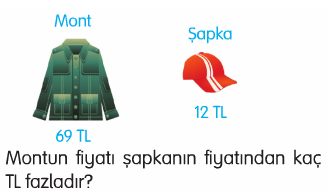 Mont
Şapka
12 TL
69 TL
Montun fiyatı şapkanın fiyatından kaç
TL fazladır?